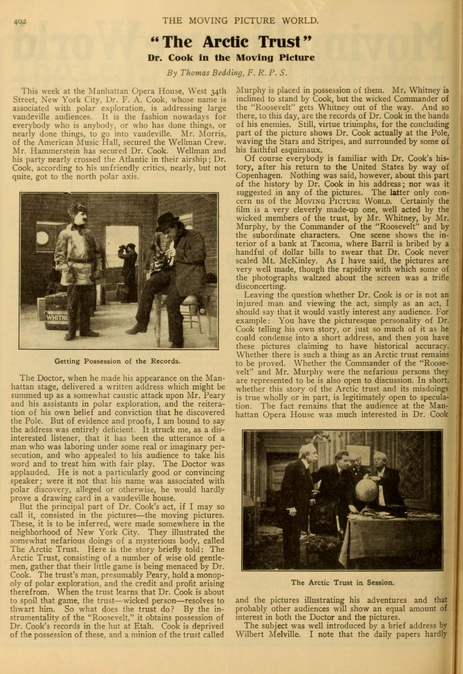 402
THE MOVING PICTURE WORLD.
"The Arctic Trust"
Dr. Cook in the Moving Picture
By Thomas Bedding, F. R. P. S.
This week at the Manhattan Opera House, West 34th
Street, New York City, Dr. F. A. Cook, whose name is
associated with polar exploration, is addressing large
vaudeville audiences. It is the fashion nowadays for
everybody who is anybody, or who has done things, or
nearly done things, to go into vaudeville. Mr. Morris,
of the American Music Hall, secured the Wellman Crew.
Mr. Hammerstein has secured Dr. Cook. Wellman and
his party nearly crossed the Atlantic in their airship; Dr.
Cook, according to his unfriendly critics, nearly, but not
quite, got to the north polar axis.
WHITN
Getting Possession of the Records.
The Doctor, when he made his appearance on the Man-
hattan stage, delivered a written address which might be
summed up as a somewhat caustic attack upon Mr. Peary
and his assistants in polar exploration, and the reitera-
tion of his own belief and conviction that he discovered
the Pole. But of evidence and proofs, I am bound to say
the address was entirely deficient. It struck me, as a dis-
interested listener, that it has been the utterance of a
man who was laboring under some real or imaginary per-
secution, and who appealed to his audience to take his
word and to treat him with fair play. The Doctor was
applauded. He is not a particularly good or convincing
speaker; were it not that his name was associated with
polar discovery, alleged or otherwise, he would hardly
prove a drawing card in a vaudeville house.
But the principal part of Dr. Cook's act, if I may so
call it, consisted in the pictures—the moving pictures.
These, it is to be inferred, were made somewhere in the
neighborhood of New York City. They illustrated the
somewhat nefarious doings of a mysterious body, called
The Arctic Trust. Here is the story briefly told: The
Arctic Trust, consisting of a number of wise old gentle-
men, gather that their little game is being menaced by Dr.
Cook. The trust's man, presumably Peary, hold a monop-
oly of polar exploration, and the credit and profit arising
therefrom. When the trust learns that Dr. Cook is about
to spoil that game, the trust—wicked person—resolves to
thwart him. So what does the trust do? By the in-
strumentality of the "Roosevelt," it obtains possession of
Dr. Cook's records in the hut at Etah. Cook is deprived
of the possession of these, and a minion of the trust called
Murphy is placed in possession of them. Mr. Whitney is
inclined to stand by Cook, but the wicked Commander of
the "Roosevelt" gets Whitney out of the way. And so
there, to this day, are the records of Dr. Cook in the hands
of his enemies. Still, virtue triumphs, for the concluding
part of the picture shows Dr. Cook actually at the Pole,
waving the Stars and Stripes, and surrounded by some of
his faithful esquimaux.
Of course everybody is familiar with Dr. Cook's his-
tory, after his return to the United States by way of
Copenhagen. Nothing was said, however, about this part
of the history by Dr. Cook in his address; nor was it
suggested in any of the pictures. The latter only con-
cern us of the MOVING PICTURE WORLD. Certainly the
film is a very cleverly made-up one, well acted by the
wicked members of the trust, by Mr. Whitney, by Mr.
Murphy, by the Commander of the "Roosevelt" and by
the subordinate characters. One scene shows the in-
terior of a bank at Tacoma, where Barril is bribed by a
handful of dollar bills to swear that Dr. Cook never
scaled Mt. McKinley. As I have said, the pictures are
very well made, though the rapidity with which some of
the photographs waltzed about the screen was a trifle
disconcerting.
Leaving the question whether Dr. Cook is or is not an
injured man and viewing the act, simply as an act, I
should say that it would vastly interest any audience. For
example: You have the picturesque personality of Dr.
Cook telling his own story, or just so much of it as he
could condense into a short address, and then you have
these pictures claiming to have historical accuracy.
Whether there is such a thing as an Arctic trust remains
to be proved. Whether the Commander of the "Roose-
velt" and Mr. Murphy were the nefarious persons they
are represented to be is also open to discussion. In short,
whether this story of the Arctic trust and its misdoings
is true wholly or in part, is legitimately open to specula-
tion. The fact remains that the audience at the Man-
hattan Opera House was much interested in Dr. Cook
The Arctic Trust in Session.
and the pictures illustrating his adventures and that
probably other audiences will show an equal amount of
interest in both the Doctor and the pictures.
The subject was well introduced by a brief address by
Wilbert Melville. I note that the daily papers hardly